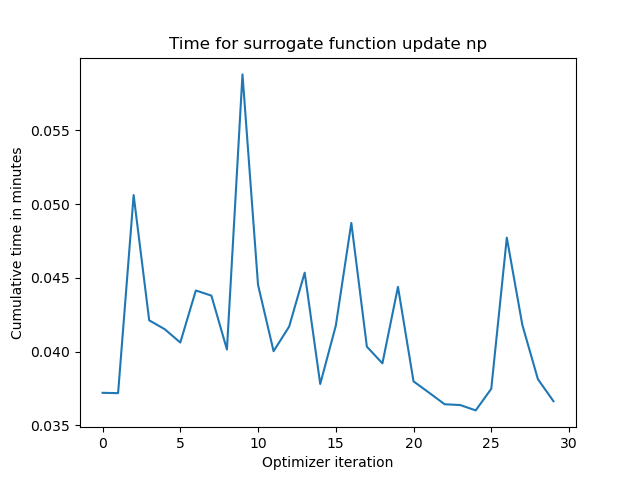 Time for surrogate function update np
Cumulative time in minutes
0.055
0.050
0.045
0.040
0.035
0 5 10 15 20 25 30
Optimizer iteration